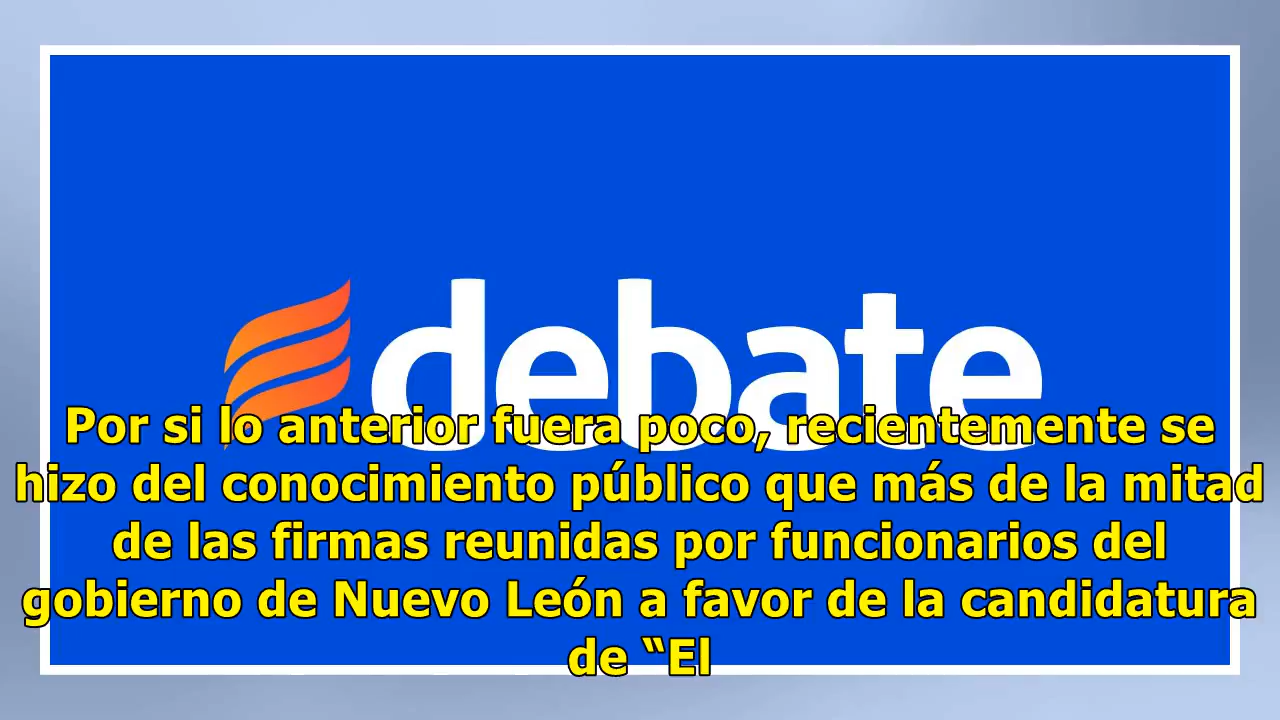 debate
Por si lo anterior fuera poco, recientemente se
hizo del conocimiento público que más de la mitad
de las firmas reunidas por funcionarios del
gobierno de Nuevo León a favor de la candidatura
de “El